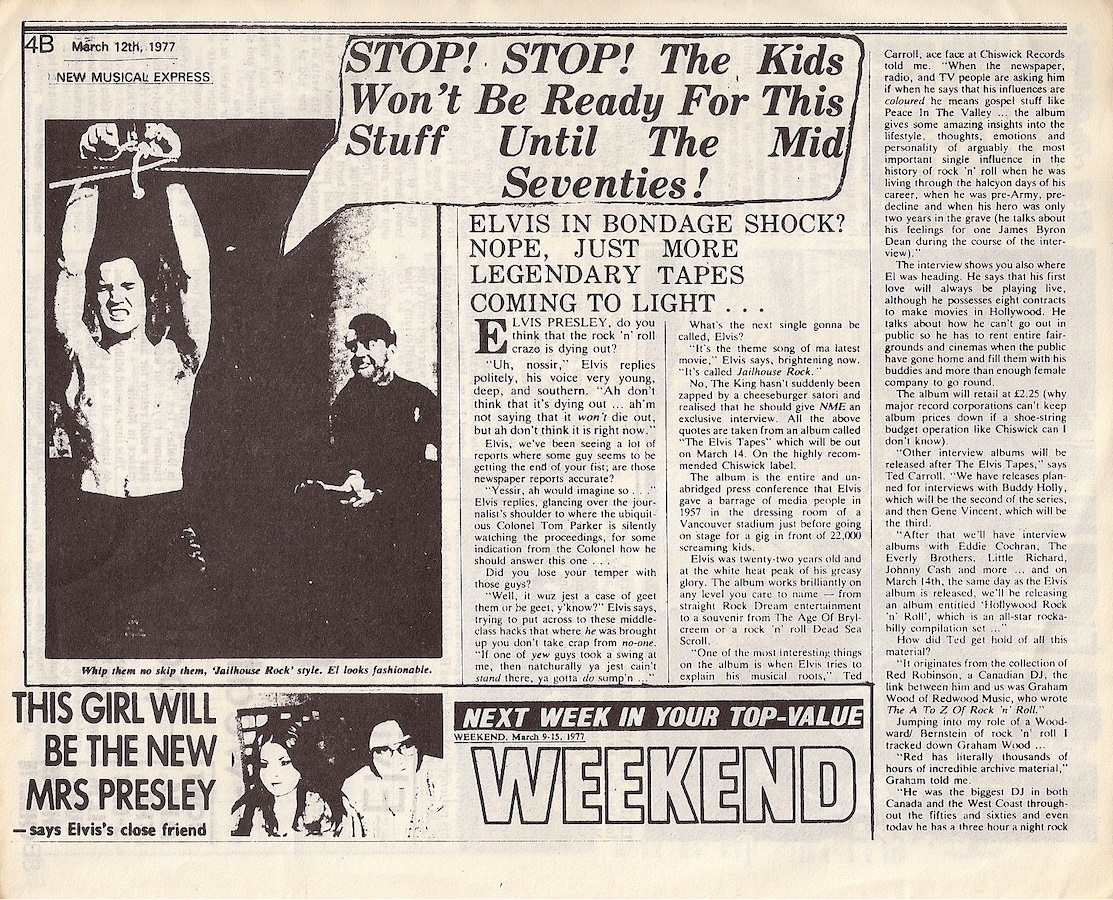 4B
March 12th, 1977
NEW MUSICAL EXPRESS
STOP! STOP! The Kids
Won't Be Ready For This
Stuff Until The Mid
Seventies!
ELVIS IN BONDAGE SHOCK?
NOPE, JUST MORE
LEGENDARY TAPES
COMING TO LIGHT . . .
ELVIS PRESLEY, do you
think that the rock 'n' roll
craze is dying out?
"Uh, nossir," Elvis replies
politely, his voice very young,
deep, and southern. "Ah don't
think that it's dying out ... ah'm
not saying that it won't die out,
but ah don't think it is right now."
Elvis, we've been seeing a lot of
reports where some guy seems to be
getting the end of your fist; are those
newspaper reports accurate?
"Yessir, ah would imagine so . . ."
Elvis replies, glancing over the jour-
nalist's shoulder to where the ubiquit-
ous Colonel Tom Parker is silently
watching the proceedings, for some
indication from the Colonel how he
should answer this one . . .
Did you lose your temper with
those guys?
"Well, it wuz jest a case of geet
them or be geet, y'know?" Elvis says,
trying to put across to these middle-
class hacks that where he was brought
up you don't take crap from no-one.
"If one of yew guys took a swing at
me, then natchurally ya jest cain't
stand there, ya gotta do sump'n ..."
What's the next single gonna be
called, Elvis?
"It's the theme song of ma latest
movie," Elvis says, brightening now.
"It's called Jailhouse Rock."
No, The King hasn't suddenly been
zapped by a cheeseburger satori and
realised that he should give NME an
exclusive interview. All the above
quotes are taken from an album called
"The Elvis Tapes" which will be out
on March 14. On the highly recom-
mended Chiswick label.
The album is the entire and un-
abridged press conference that Elvis
gave a barrage of media people in
1957 in the dressing room of a
Vancouver stadium just before going
on stage for a gig in front of 22,000
screaming kids.
Elvis was twenty-two years old and
at the white heat peak of his greasy
glory. The album works brilliantly on
any level you care to name — from
straight Rock Dream entertainment
to a souvenir from The Age Of Bryl-
creem or a rock 'n' roll Dead Sea
Scroll.
"One of the most interesting things
on the album is when Elvis tries to
explain his musical roots," Ted
Carroll, ace face at Chiswick Records
told me. "When the newspaper,
radio, and TV people are asking him
if when he says that his influences are
coloured he means gospel stuff like
Peace In The Valley ... the album
gives some amazing insights into the
lifestyle, thoughts, emotions and
personality of arguably the most
important single influence in the
history of rock 'n' roll when he was
living through the halcyon days of his
career, when he was pre-Army, pre-
decline and when his hero was only
two years in the grave (he talks about
his feelings for one James Byron
Dean during the course of the inter-
view)."
The interview shows you also where
El was heading. He says that his first
love will always be playing live,
although he possesses eight contracts
to make movies in Hollywood. He
talks about how he can't go out in
public so he has to rent entire fair-
grounds and cinemas when the public
have gone home and fill them with his
buddies and more than enough female
company to go round.
The album will retail at £2.25 (why
major record corporations can't keep
album prices down if a shoe-string
budget operation like Chiswick can I
don't know).
"Other interview albums will be
released after The Elvis Tapes," says
Ted Carroll. "We have releases plan-
ned for interviews with Buddy Holly,
which will be the second of the series,
and then Gene Vincent, which will be
the third.
"After that we'll have interview
albums with Eddie Cochran, The
Everly Brothers, Little Richard,
Johnny Cash and more ... and on
March 14th, the same day as the Elvis
album is released, we'll be releasing
an album entitled 'Hollywood Rock
'n' Roll', which is an all-star rocka-
billy compilation set ..."
How did Ted get hold of all this
material?
"It originates from the collection of
Red Robinson, a Canadian DJ, the
link between him and us was Graham
Wood of Redwood Music, who wrote
The A To Z Of Rock 'n' Roll."
Jumping into my role of a Wood-
ward/ Bernstein of rock 'n' roll I
tracked down Graham Wood ...
"Red has literally thousands of
hours of incredible archive material,"
Graham told me.
"He was the biggest DJ in both
Canada and the West Coast through-
out the fifties and sixties and even
today he has a three hour a night rock
Whip them no skip them, 'Jailhouse Rock' style. El looks fashionable.
THIS GIRL WILL
BE THE NEW
MRS PRESLEY
— says Elvis's close friend
NEXT WEEK IN YOUR TOP-VALUE
WEEKEND, March 9-15, 1977
WEEKEND